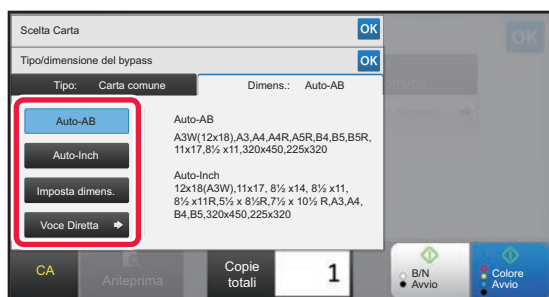 Scelta Carta
OK
OK
Tipo/dimensione del bypass
OK
Tipo: Carta comune
Dimens.: Auto-AB
Auto-AB
Auto-Inch
Imposta dimens.
Voce Diretta
Auto-AB
A3W(12x18),A3,A4,A4R,A5R,B4,B5,B5R,
11x17,8½ x11,320x450,225x320
Auto-Inch
12x18(A3W),11x17, 8½ x14, 8½ x11,
8½ x11R,5½ x 8½R,7½ x 10½ R,A3,A4,
B4,B5,320x450,225x320
CA
Anteprima
Copie
totali
1
B/N
Avvio
Colore
Avvio